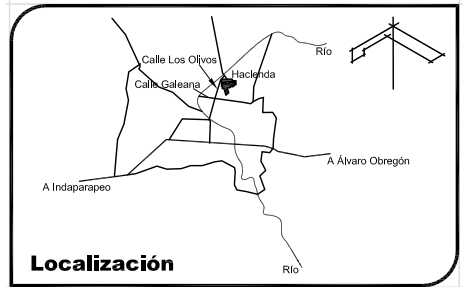 Río
Calle Los Olivos
Hacienda
Calle Galeana
A Álvaro Obregón
A Indaparapeo
Localización
Río